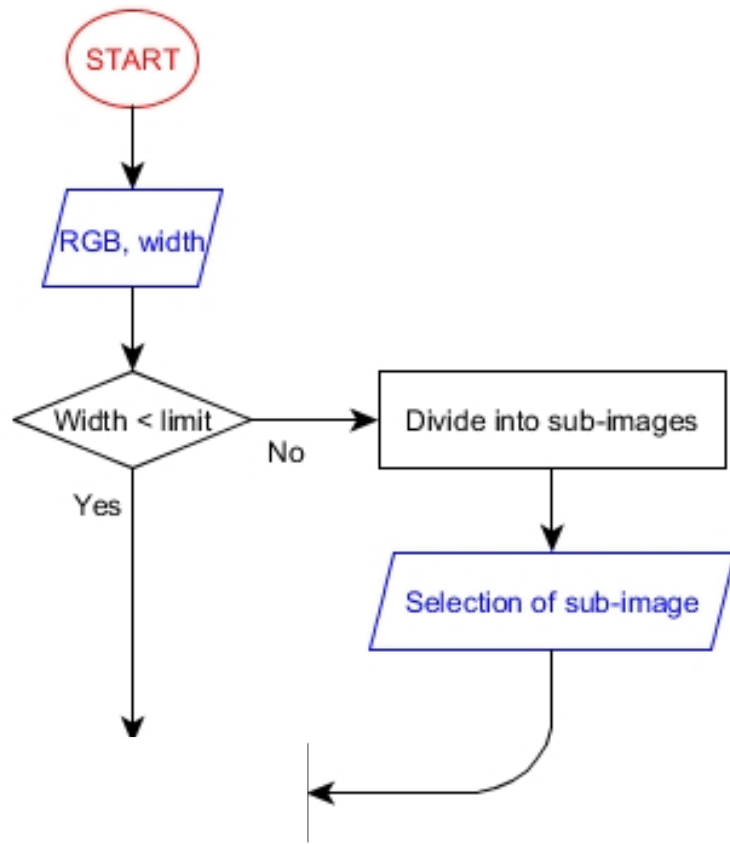 START
RGB, width
Width < limit
No
Divide into sub-images
Yes
Selection of sub-image